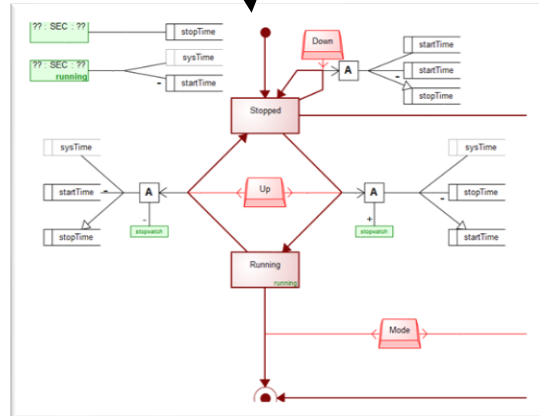 ?? : SEC : ??
stopTime
sysTime
?? : SEC : ??
running
startTime
-
Down
A
startTime
startTime
-
stopTime
Stopped
sysTime
sysTime
startTime
-
A
Up
A
stopTime
-
-
stopwatch
+
stopwatch
stopTime
startTime
Running
running
Mode